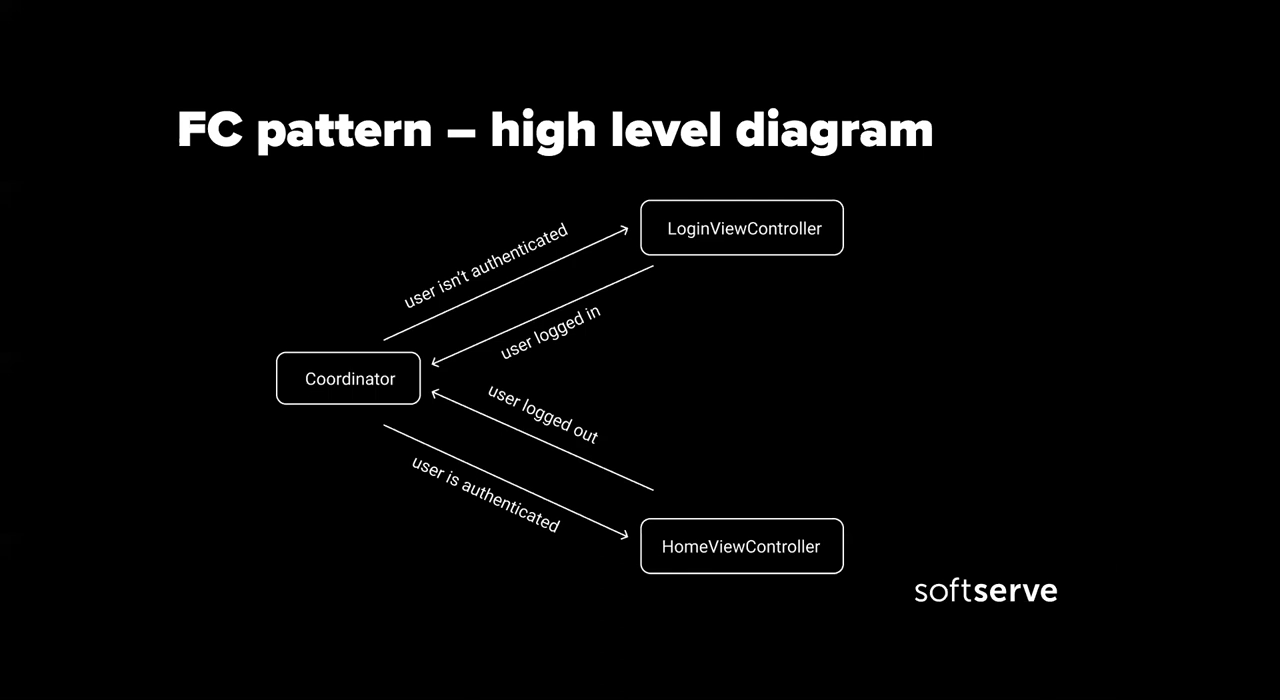 FC pattern – high level diagram
LoginViewController
user isn't authenticated
user logged in
Coordinator
user logged out
user is authenticated
HomeViewController
softserve